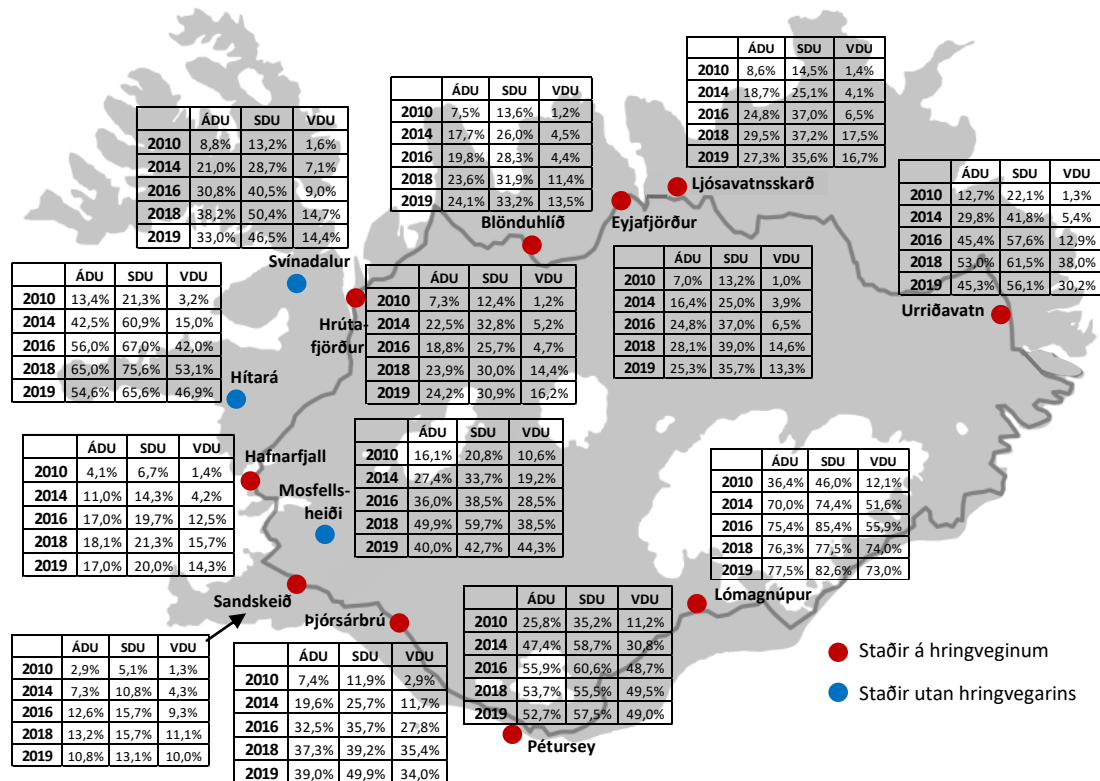 ÁDU SDU VDU
2010 8,6% 14,5% 1,4%
2014 18,7% 25,1% 4,1%
2016 24,8% 37,0% 6,5%
2018 29,5% 37,2% 17,5%
2019 27,3% 35,6% 16,7%
Ljósavatnsskarð
ÁDU SDU VDU
2010 7,5% 13,6% 1,2%
2014 17,7% 26,0% 4,5%
2016 19,8% 28,3% 4,4%
2018 23,6% 31,9% 11,4%
2019 24,1% 33,2% 13,5%
Blönduhlíð
ÁDU SDU VDU
2010 8,8% 13,2% 1,6%
2014 21,0% 28,7% 7,1%
2016 30,8% 40,5% 9,0%
2018 38,2% 50,4% 14,7%
2019 33,0% 46,5% 14,4%
Svínadalur
ÁDU SDU VDU
2010 12,7% 22,1% 1,3%
2014 29,8% 41,8% 5,4%
2016 45,4% 57,6% 12,9%
2018 53,0% 61,5% 38,0%
2019 45,3% 56,1% 30,2%
Urriðavatn
Eyjafjörður
ÁDU SDU VDU
2010 7,0% 13,2% 1,0%
2014 16,4% 25,0% 3,9%
2016 24,8% 37,0% 6,5%
2018 28,1% 39,0% 14,6%
2019 25,3% 35,7% 13,3%
ÁDU SDU VDU
2010 13,4% 21,3% 3,2%
2014 42,5% 60,9% 15,0%
2016 56,0% 67,0% 42,0%
2018 65,0% 75,6% 53,1%
2019 54,6% 65,6% 46,9%
Hítará
Hrúta-
fjörður
ÁDU SDU VDU
2010 7,3% 12,4% 1,2%
2014 22,5% 32,8% 5,2%
2016 18,8% 25,7% 4,7%
2018 23,9% 30,0% 14,4%
2019 24,2% 30,9% 16,2%
ÁDU SDU VDU
2010 4,1% 6,7% 1,4%
2014 11,0% 14,3% 4,2%
2016 17,0% 19,7% 12,5%
2018 18,1% 21,3% 15,7%
2019 17,0% 20,0% 14,3%
Hafnarfjall
Mosfells-
heiði
ÁDU SDU VDU
2010 16,1% 20,8% 10,6%
2014 27,4% 33,7% 19,2%
2016 36,0% 38,5% 28,5%
2018 49,9% 59,7% 38,5%
2019 40,0% 42,7% 44,3%
ÁDU SDU VDU
2010 36,4% 46,0% 12,1%
2014 70,0% 74,4% 51,6%
2016 75,4% 85,4% 55,9%
2018 76,3% 77,5% 74,0%
2019 77,5% 82,6% 73,0%
Lómagnúpur
Sandskeið
ÁDU SDU VDU
2010 2,9% 5,1% 1,3%
2014 7,3% 10,8% 4,3%
2016 12,6% 15,7% 9,3%
2018 13,2% 15,7% 11,1%
2019 10,8% 13,1% 10,0%
Þjórsárbrú
ÁDU SDU VDU
2010 7,4% 11,9% 2,9%
2014 19,6% 25,7% 11,7%
2016 32,5% 35,7% 27,8%
2018 37,3% 39,2% 35,4%
2019 39,0% 49,9% 34,0%
ÁDU SDU VDU
2010 25,8% 35,2% 11,2%
2014 47,4% 58,7% 30,8%
2016 55,9% 60,6% 48,7%
2018 53,7% 55,5% 49,5%
2019 52,7% 57,5% 49,0%
Pétursey
Staðir á hringveginum
Staðir utan hringvegarins